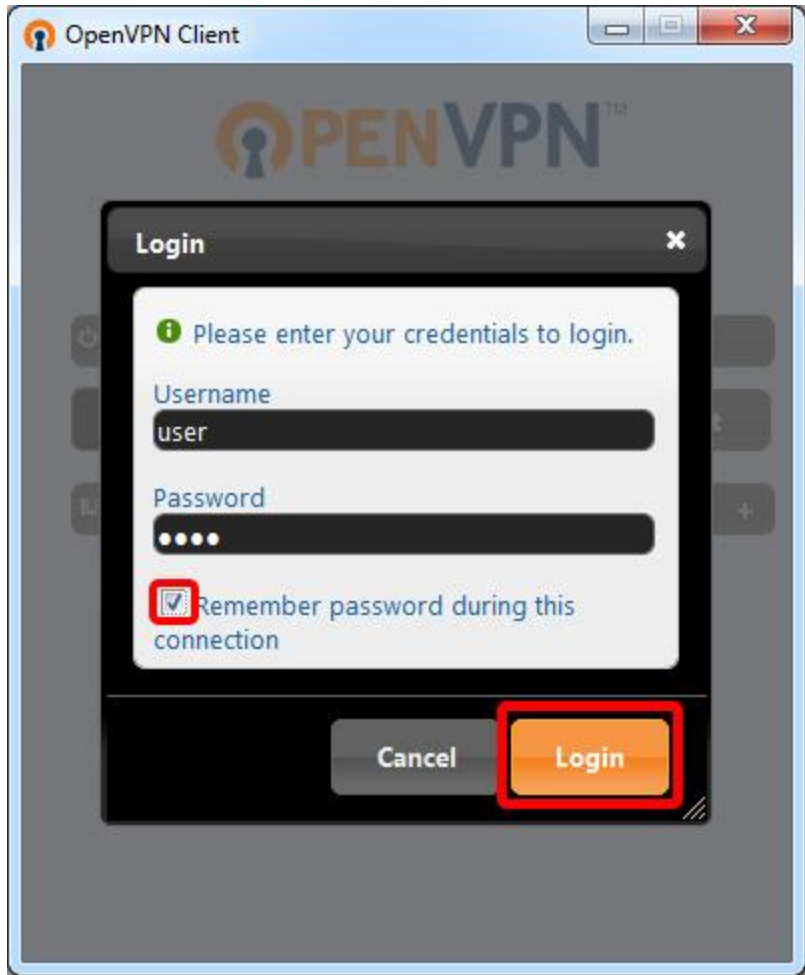 OpenVPN Client
OPENVPN™
Login
Please enter your credentials to login.
Username
user
Password
Remember password during this
connection
Cancel
Login